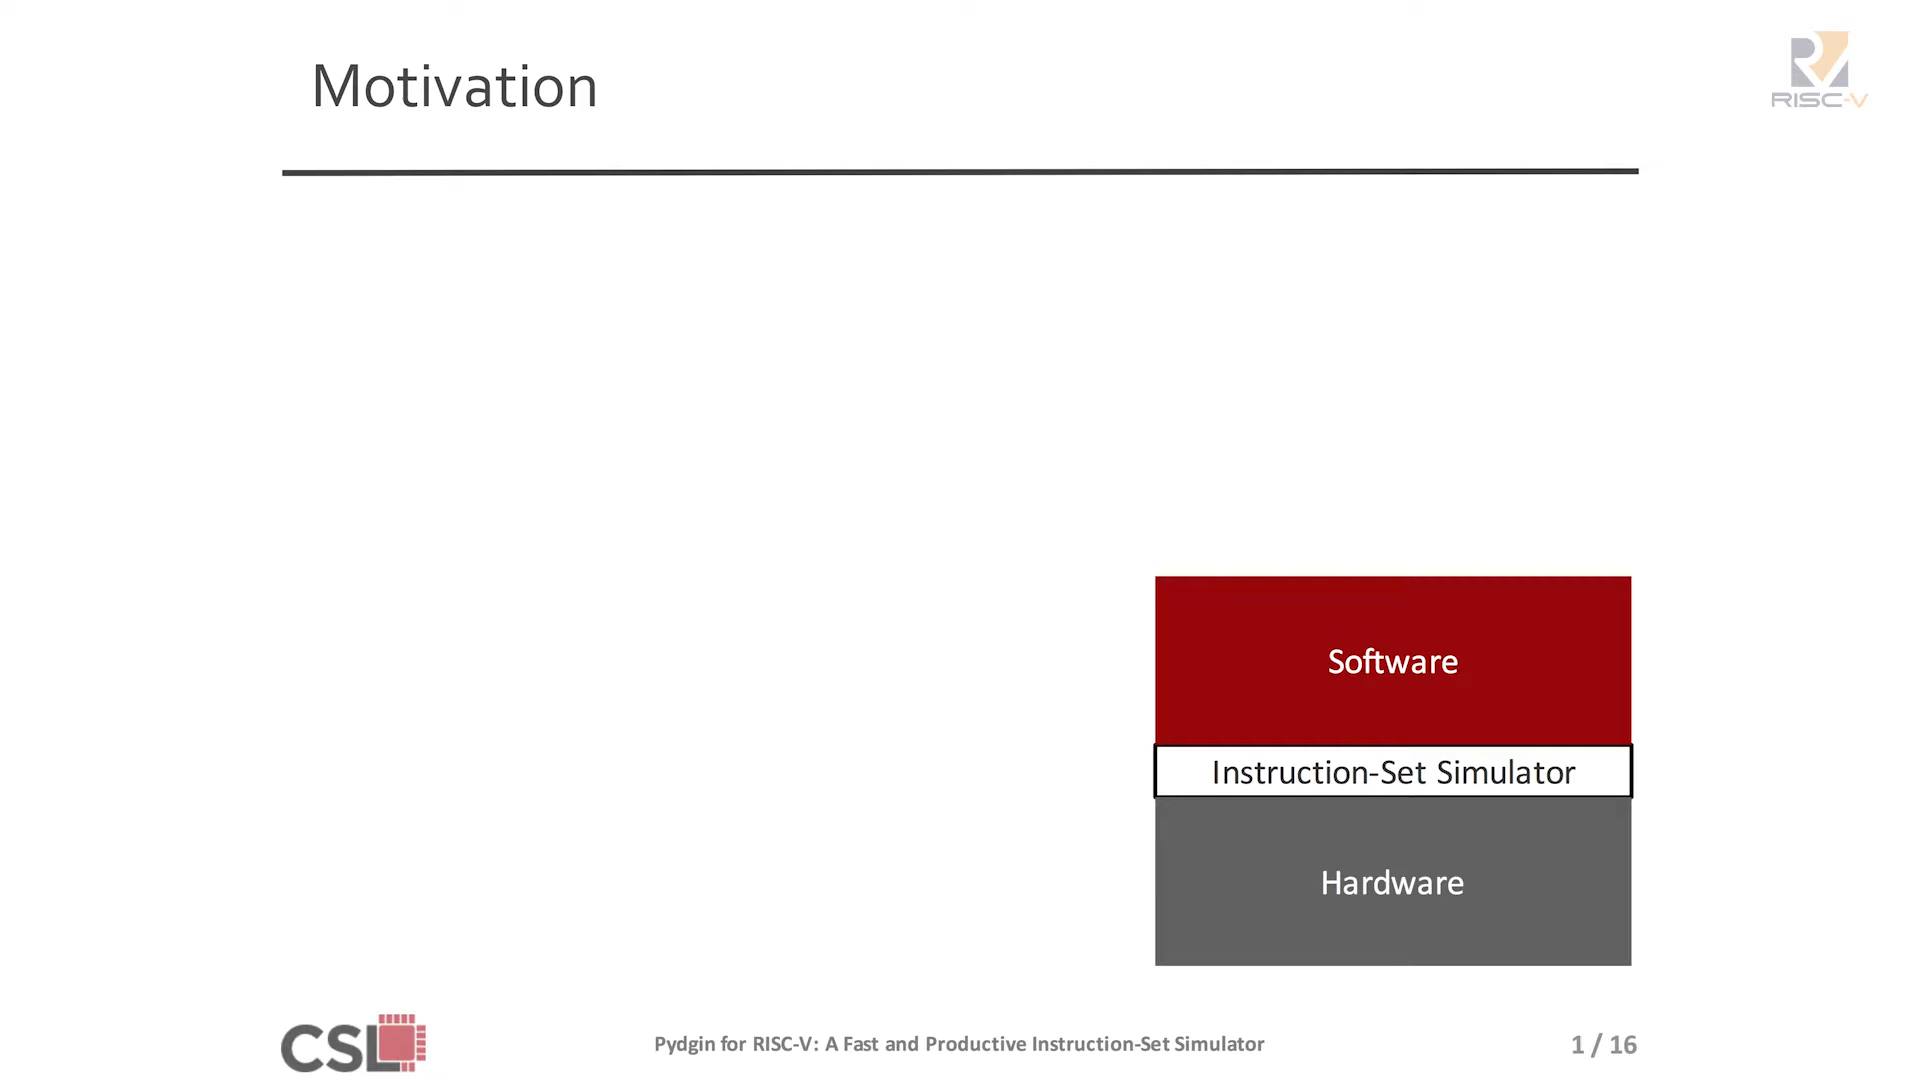 Motivation
RISC-V
Software
Instruction-Set Simulator
Hardware
CSL
Pydgin for RISC-V: A Fast and Productive Instruction-Set Simulator
1 / 16